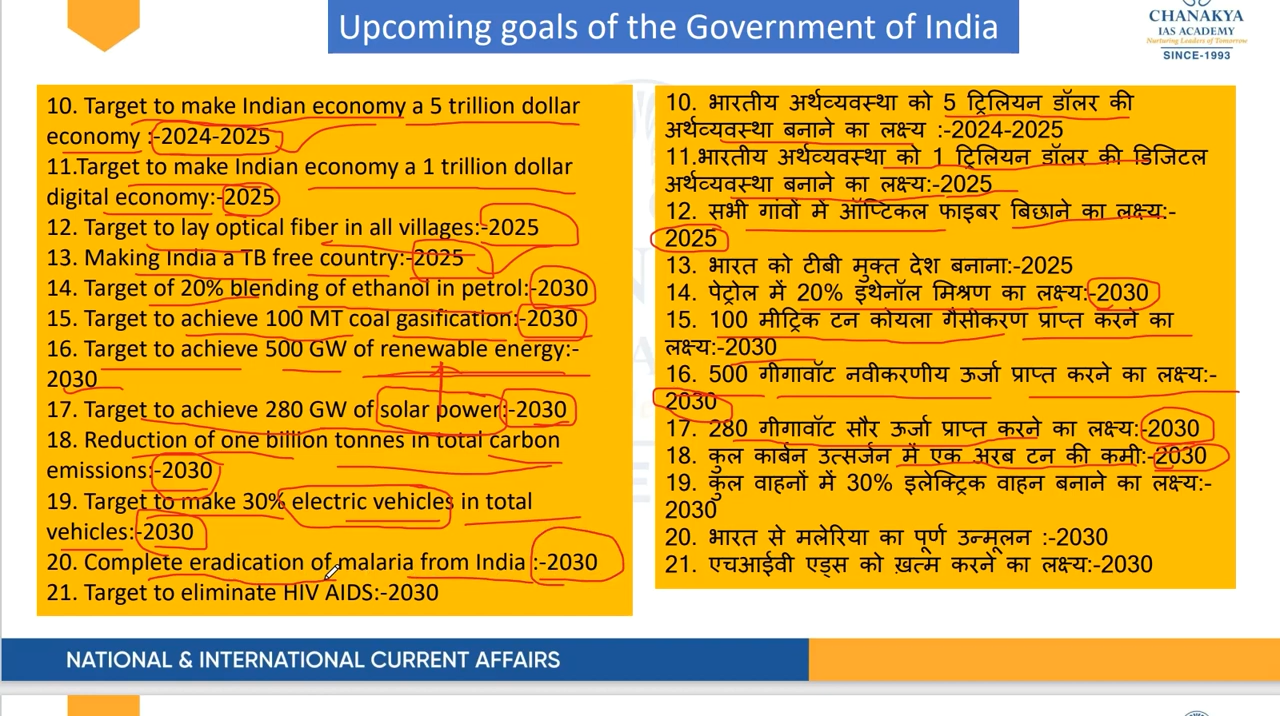 Upcoming goals of the Government of India
CHANAKYA
IAS ACADEMY
Nurturing Leaders of Tomorrow
SINCE-1993
10. Target to make Indian economy a 5 trillion dollar
economy :-2024-2025
11.Target to make Indian economy a 1 trillion dollar
digital economy:-2025
12. Target to lay optical fiber in all villages:-2025
13. Making India a TB free country:-2025
14. Target of 20% blending of ethanol in petrol:-2030
15. Target to achieve 100 MT coal gasification:-2030
16. Target to achieve 500 GW of renewable energy:-
2030
17. Target to achieve 280 GW of solar power:-2030
18. Reduction of one billion tonnes in total carbon
emissions:-2030
19. Target to make 30% electric vehicles in total
vehicles:-2030
20. Complete eradication of malaria from India :-2030
21. Target to eliminate HIV AIDS:-2030
10. भारतीय अर्थव्यवस्था को 5 ट्रिलियन डॉलर की
अर्थव्यवस्था बनाने का लक्ष्य :-2024-2025
11.भारतीय अर्थव्यवस्था को 1 ट्रिलियन डॉलर की डिजिटल
अर्थव्यवस्था बनाने का लक्ष्य:-2025
12. सभी गांवों में ऑप्टिकल फाइबर बिछाने का लक्ष्य:-
2025
13. भारत को टीबी मुक्त देश बनाना:-2025
14. पेट्रोल में 20% इथेनॉल मिश्रण का लक्ष्य:-2030
15. 100 मीट्रिक टन कोयला गैसीकरण प्राप्त करने का
लक्ष्य:-2030
16. 500 गीगावॉट नवीकरणीय ऊर्जा प्राप्त करने का लक्ष्य:-
2030
17. 280 गीगावॉट सौर ऊर्जा प्राप्त करने का लक्ष्य:-2030
18. कुल कार्बन उत्सर्जन में एक अरब टन की कमी:-2030
19. कुल वाहनों में 30% इलेक्ट्रिक वाहन बनाने का लक्ष्य:-
2030
20. भारत से मलेरिया का पूर्ण उन्मूलन :-2030
21. एचआईवी एड्स को ख़त्म करने का लक्ष्य:-2030
NATIONAL & INTERNATIONAL CURRENT AFFAIRS